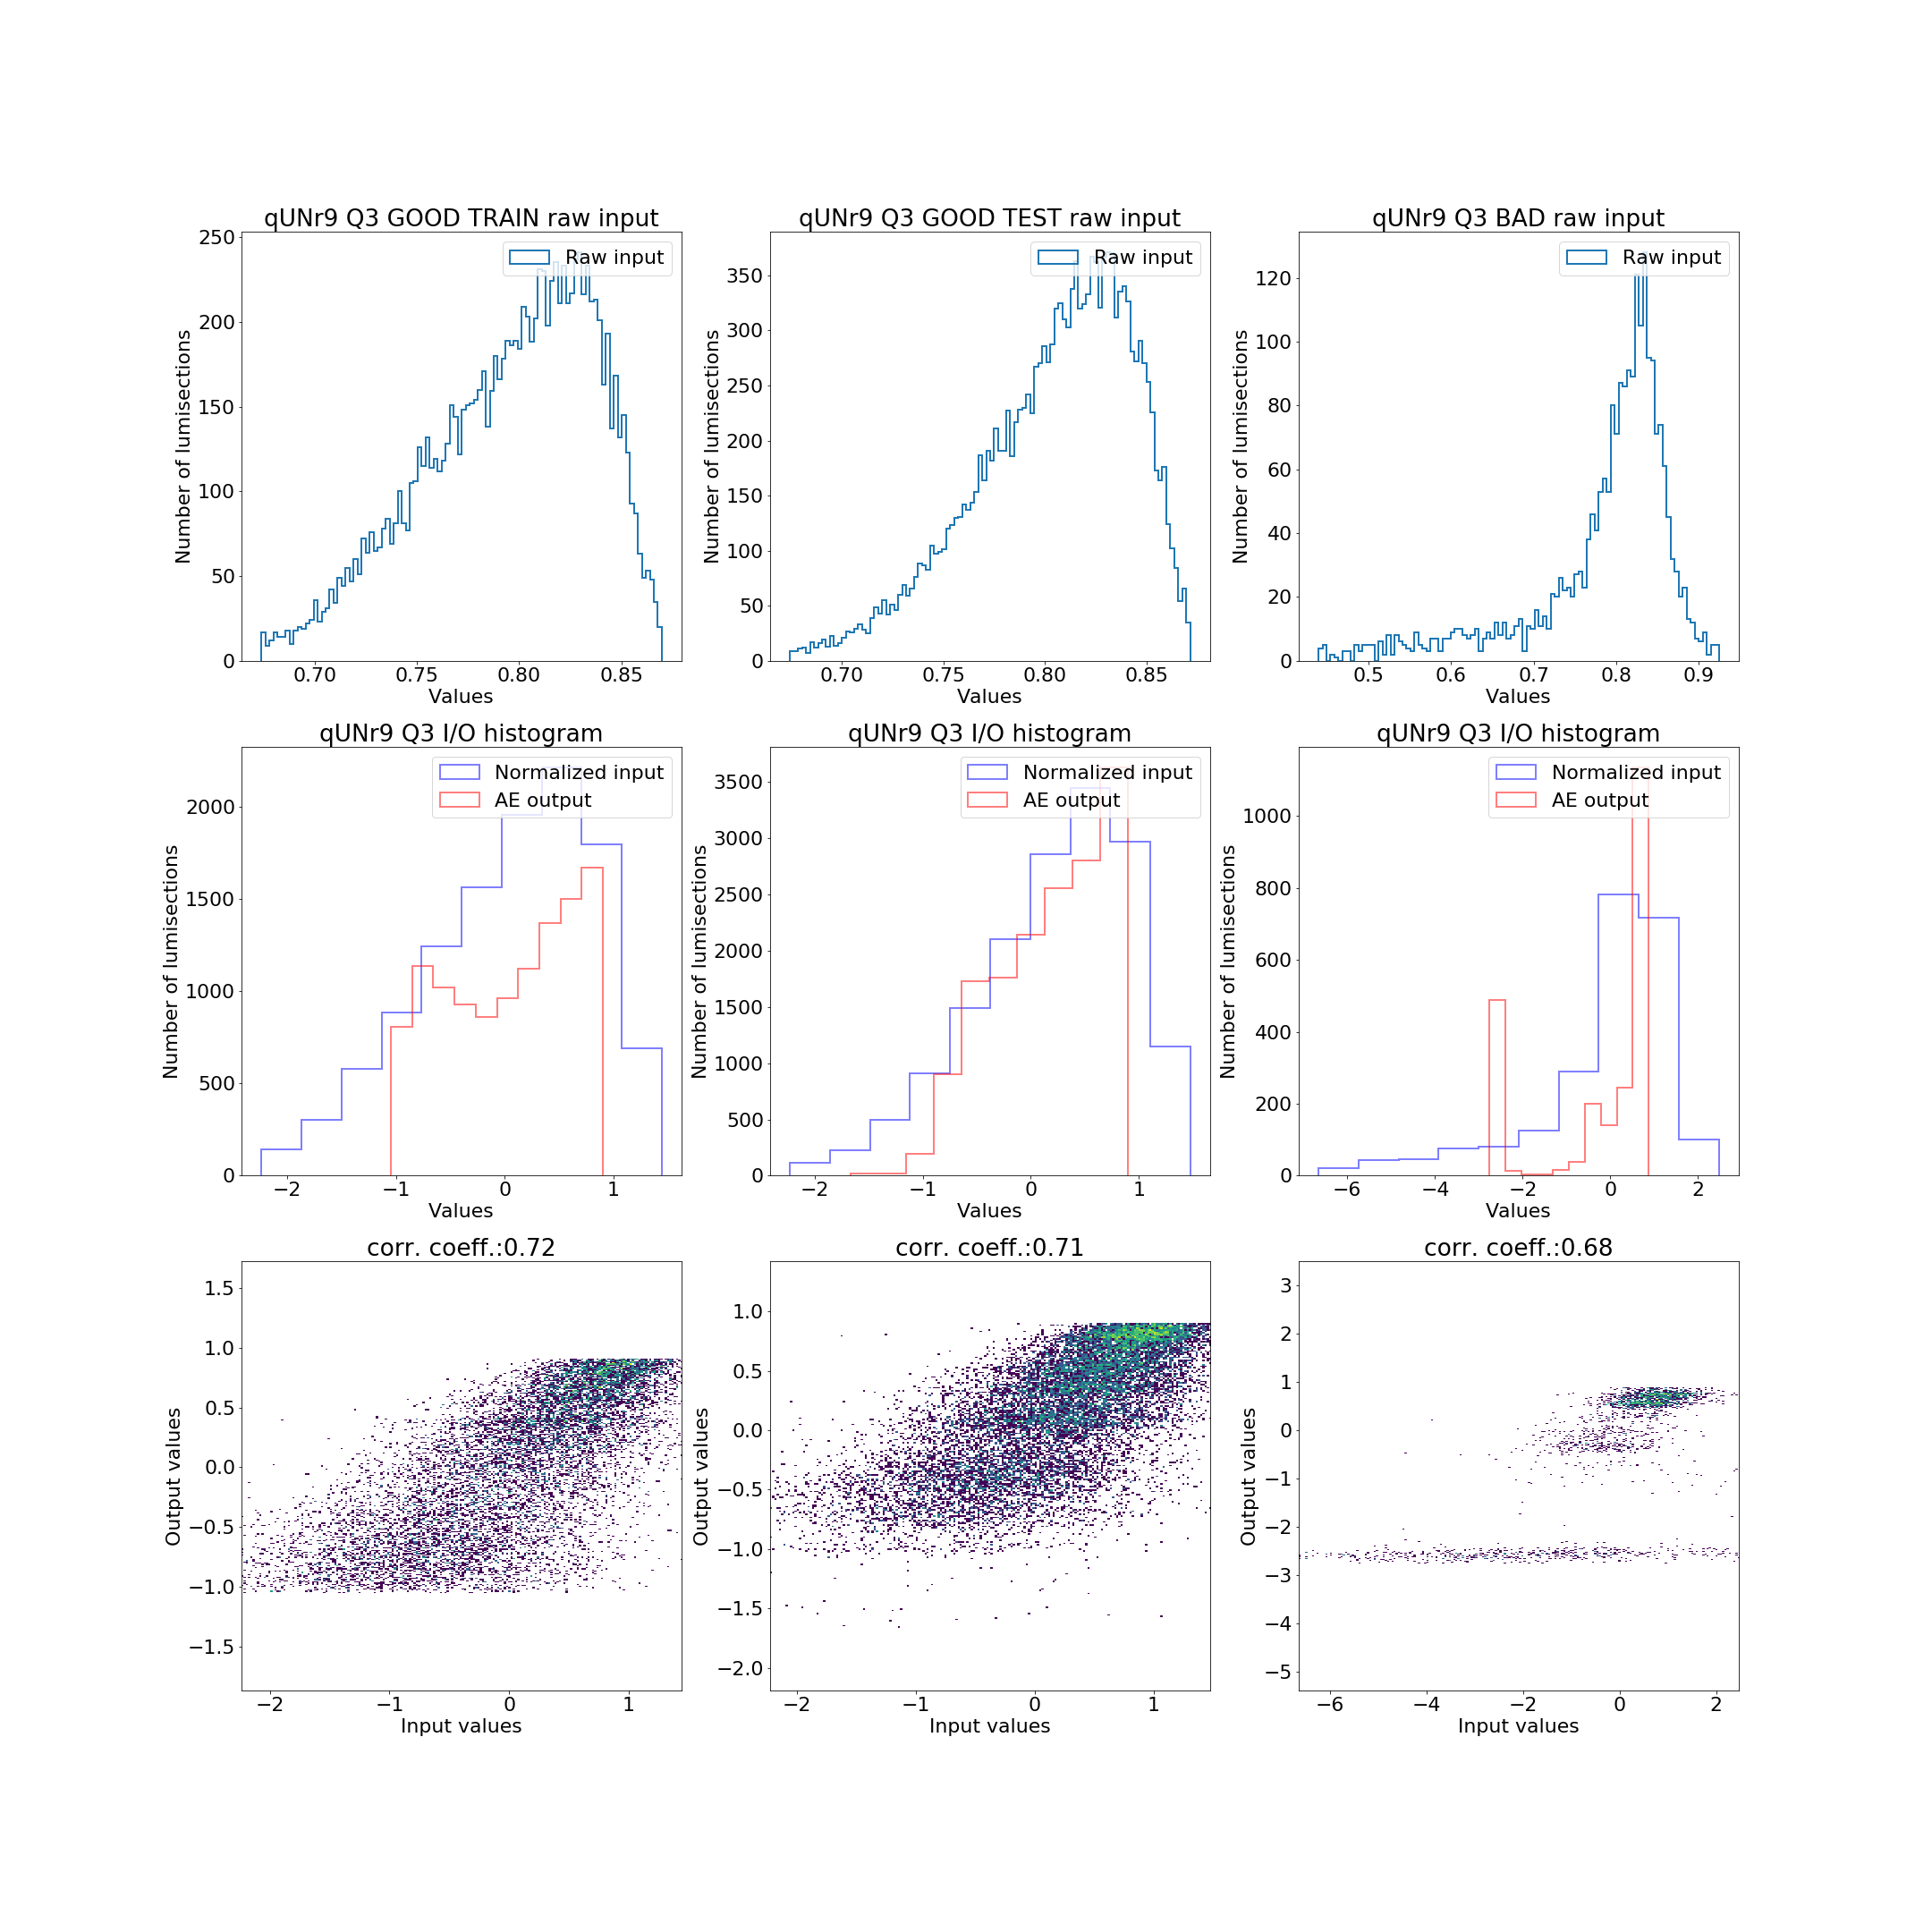 qUNr9 Q3 GOOD TRAIN raw input
250
200
150
100
50
0
Number of lumisections
Raw input
0.70 0.75 0.80 0.85
Values
qUNr9 Q3 GOOD TEST raw input
350
300
250
200
150
100
50
0
Number of lumisections
Raw input
0.70 0.75 0.80 0.85
Values
qUNr9 Q3 BAD raw input
120
100
80
60
40
20
0
Number of lumisections
Raw input
0.5 0.6 0.7 0.8 0.9
Values
qUNr9 Q3 I/O histogram
2000
1500
1000
500
0
Number of lumisections
Normalized input
AE output
−2 −1 0 1
Values
qUNr9 Q3 I/O histogram
3500
3000
2500
2000
1500
1000
500
0
Number of lumisections
Normalized input
AE output
−2 −1 0 1
Values
qUNr9 Q3 I/O histogram
1000
800
600
400
200
0
Number of lumisections
Normalized input
AE output
−6 −4 −2 0 2
Values
corr. coeff.:0.72
1.5
1.0
0.5
0.0
−0.5
−1.0
−1.5
Output values
−2 −1 0 1
Input values
corr. coeff.:0.71
1.0
0.5
0.0
−0.5
−1.0
−1.5
−2.0
Output values
−2 −1 0 1
Input values
corr. coeff.:0.68
3
2
1
0
−1
−2
−3
−4
−5
Output values
−6 −4 −2 0 2
Input values